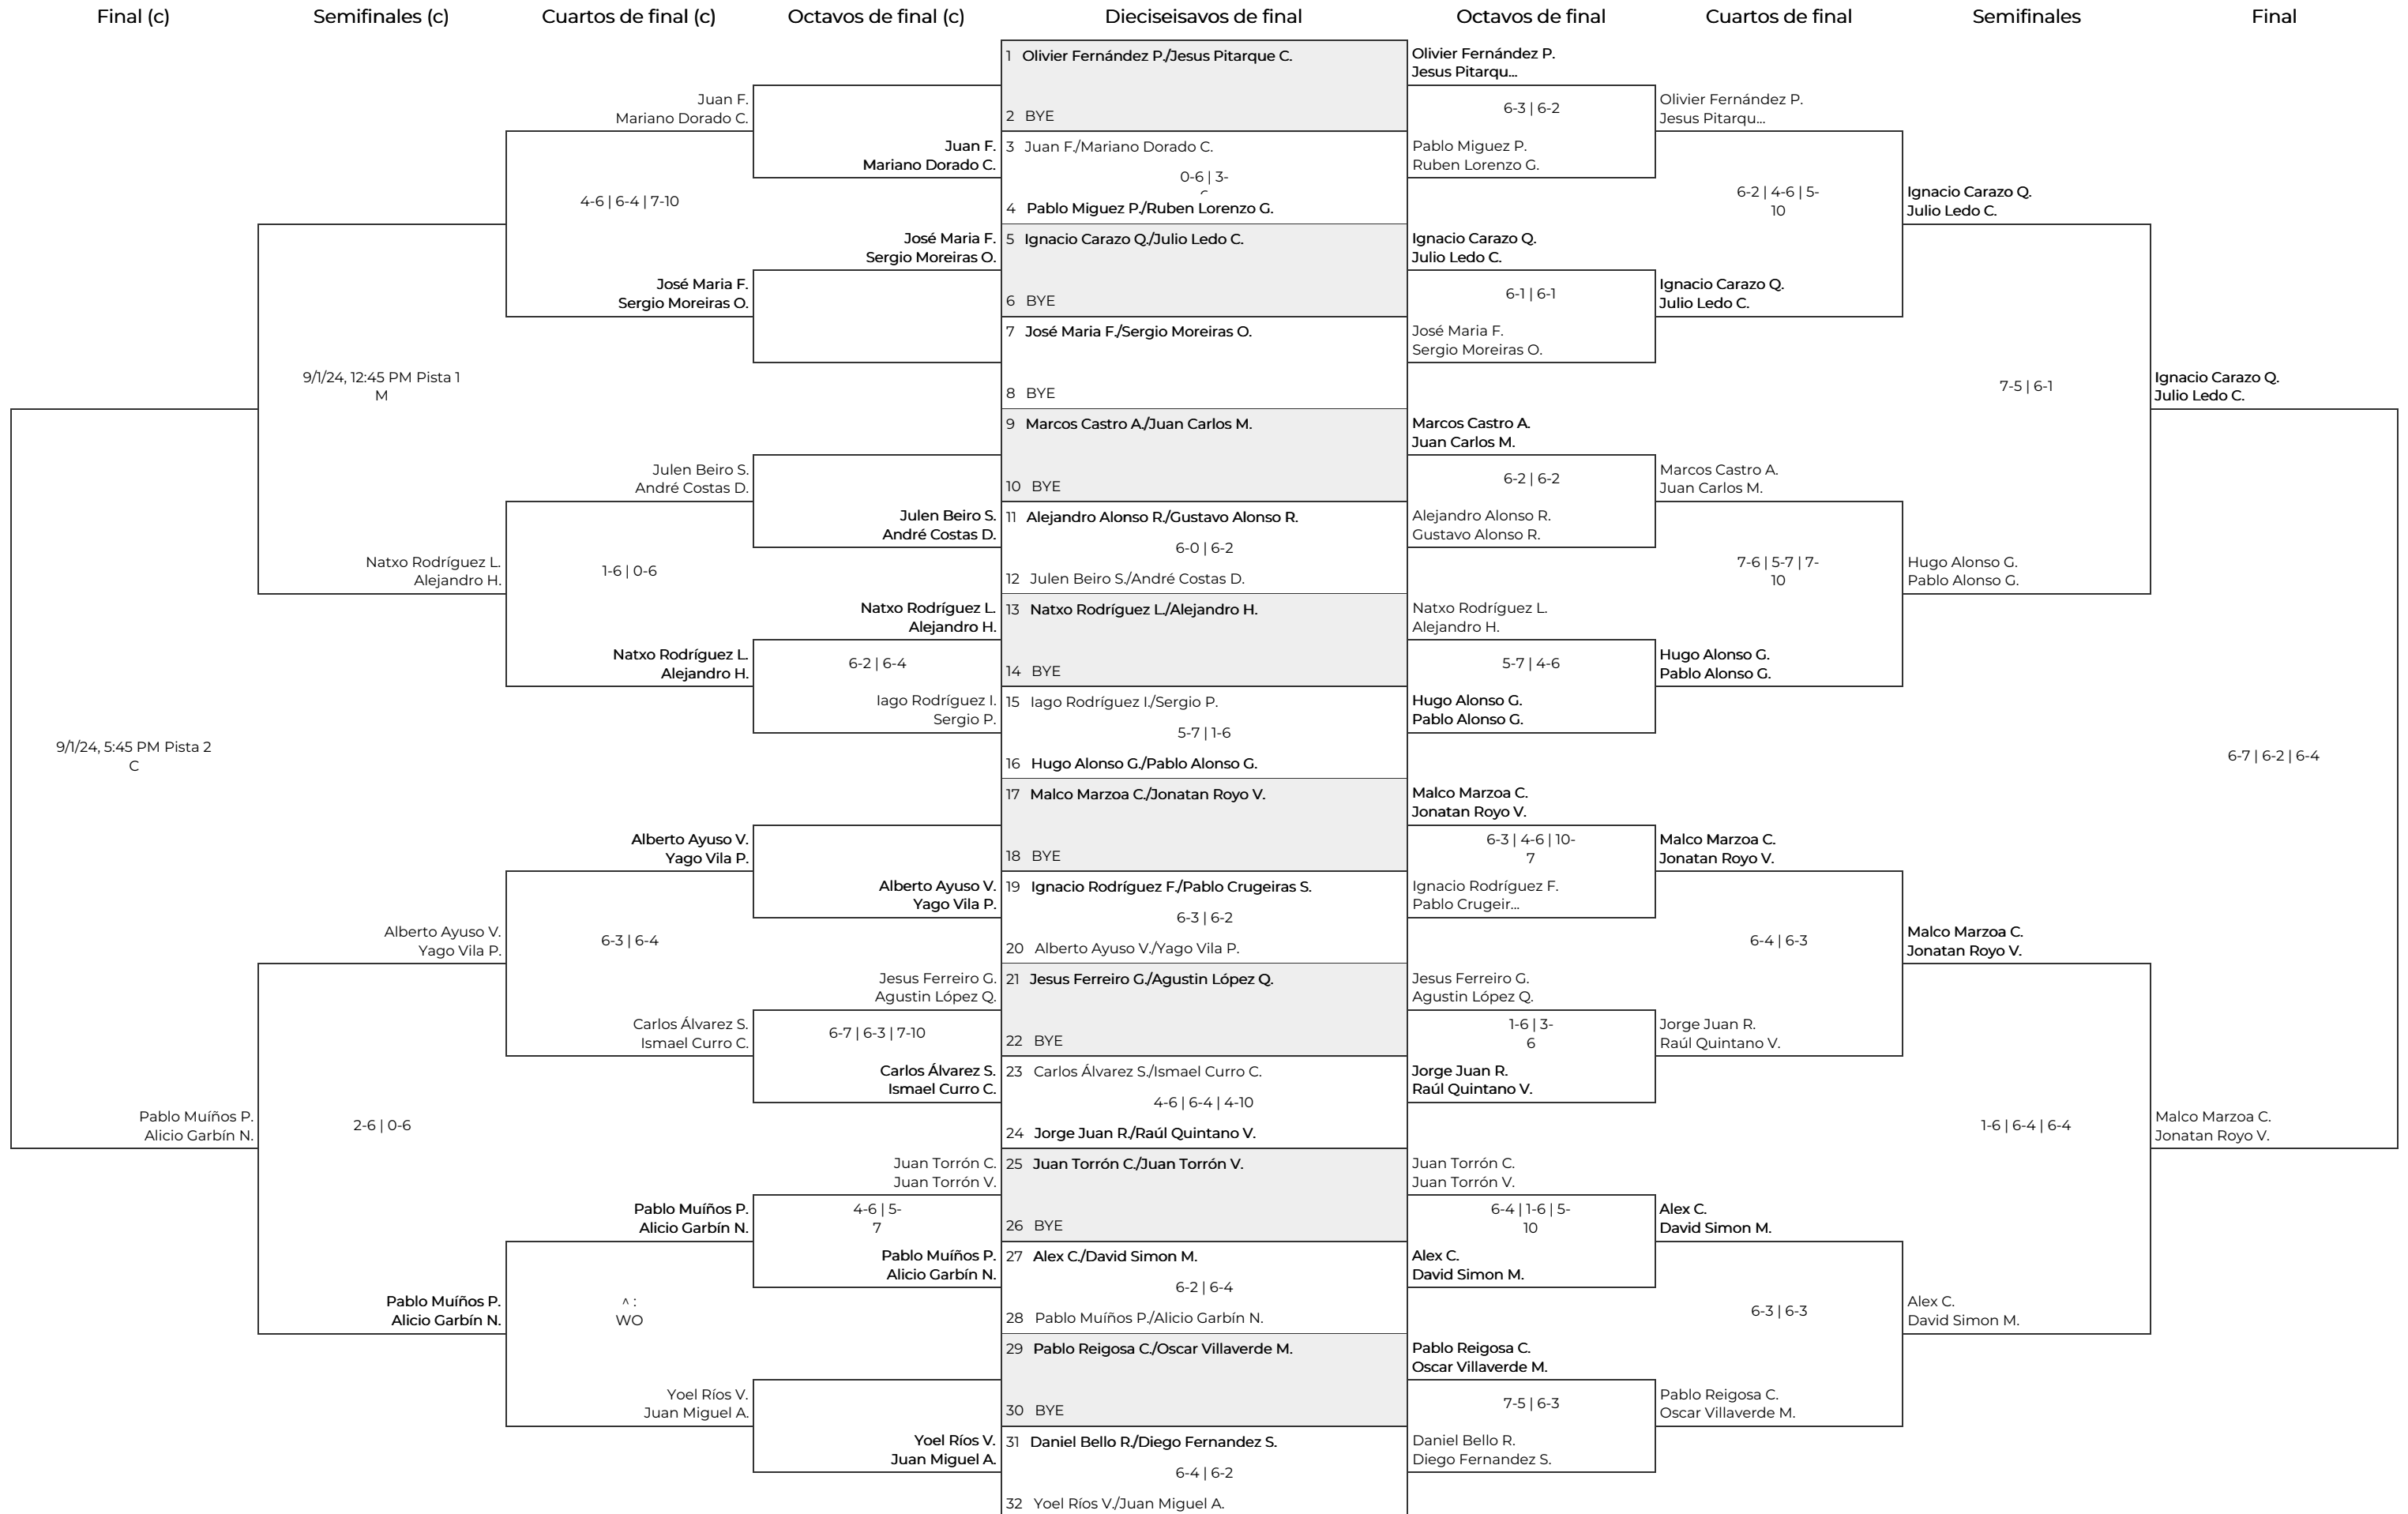 Final (c)
Semifinales (c)
Cuartos de final (c)
Octavos de final (c)
Dieciseisavos de final
Octavos de final
Cuartos de final
Semifinales
Final
9/1/24, 5:45 PM Pista 2
C
Pablo Muíños P.
Alicio Garbín N.
9/1/24, 12:45 PM Pista 1
M
Natxo Rodríguez L.
Alejandro H.
Alberto Ayuso V.
Yago Vila P.
2-6 | 0-6
Pablo Muíños P.
Alicio Garbín N.
Juan F.
Mariano Dorado C.
4-6 | 6-4 | 7-10
José Maria F.
Sergio Moreiras O.
Julen Beiro S.
André Costas D.
1-6 | 0-6
Natxo Rodríguez L.
Alejandro H.
Alberto Ayuso V.
Yago Vila P.
6-3 | 6-4
Carlos Álvarez S.
Ismael Curro C.
Pablo Muíños P.
Alicio Garbín N.
^ :
WO
Yoel Ríos V.
Juan Miguel A.
Juan F.
Mariano Dorado C.
José Maria F.
Sergio Moreiras O.
Julen Beiro S.
André Costas D.
Natxo Rodríguez L.
Alejandro H.
6-2 | 6-4
Iago Rodríguez I.
Sergio P.
Alberto Ayuso V.
Yago Vila P.
Jesus Ferreiro G.
Agustin López Q.
6-7 | 6-3 | 7-10
Carlos Álvarez S.
Ismael Curro C.
Juan Torrón C.
Juan Torrón V.
4-6 | 5-
7
Pablo Muíños P.
Alicio Garbín N.
Yoel Ríos V.
Juan Miguel A.
1 Olivier Fernández P./Jesus Pitarque C.
2 BYE
3 Juan F./Mariano Dorado C.
0-6 | 3-
4 Pablo Miguez P./Ruben Lorenzo G.
5 Ignacio Carazo Q./Julio Ledo C.
6 BYE
7 José Maria F./Sergio Moreiras O.
8 BYE
9 Marcos Castro A./Juan Carlos M.
10 BYE
11 Alejandro Alonso R./Gustavo Alonso R.
6-0 | 6-2
12 Julen Beiro S./André Costas D.
13 Natxo Rodríguez L./Alejandro H.
14 BYE
15 Iago Rodríguez I./Sergio P.
5-7 | 1-6
16 Hugo Alonso G./Pablo Alonso G.
17 Malco Marzoa C./Jonatan Royo V.
18 BYE
19 Ignacio Rodríguez F./Pablo Crugeiras S.
6-3 | 6-2
20 Alberto Ayuso V./Yago Vila P.
21 Jesus Ferreiro G./Agustin López Q.
22 BYE
23 Carlos Álvarez S./Ismael Curro C.
4-6 | 6-4 | 4-10
24 Jorge Juan R./Raúl Quintano V.
25 Juan Torrón C./Juan Torrón V.
26 BYE
27 Alex C./David Simon M.
6-2 | 6-4
28 Pablo Muíños P./Alicio Garbín N.
29 Pablo Reigosa C./Oscar Villaverde M.
30 BYE
31 Daniel Bello R./Diego Fernandez S.
6-4 | 6-2
32 Yoel Ríos V./Juan Miguel A.
Olivier Fernández P.
Jesus Pitarqu...
6-3 | 6-2
Pablo Miguez P.
Ruben Lorenzo G.
Ignacio Carazo Q.
Julio Ledo C.
6-1 | 6-1
José Maria F.
Sergio Moreiras O.
Marcos Castro A.
Juan Carlos M.
6-2 | 6-2
Alejandro Alonso R.
Gustavo Alonso R.
Natxo Rodríguez L.
Alejandro H.
5-7 | 4-6
Hugo Alonso G.
Pablo Alonso G.
Malco Marzoa C.
Jonatan Royo V.
6-3 | 4-6 | 10-
7
Ignacio Rodríguez F.
Pablo Crugeir...
Jesus Ferreiro G.
Agustin López Q.
1-6 | 3-
6
Jorge Juan R.
Raúl Quintano V.
Juan Torrón C.
Juan Torrón V.
6-4 | 1-6 | 5-
10
Alex C.
David Simon M.
Pablo Reigosa C.
Oscar Villaverde M.
7-5 | 6-3
Daniel Bello R.
Diego Fernandez S.
Olivier Fernández P.
Jesus Pitarqu...
6-2 | 4-6 | 5-
10
Ignacio Carazo Q.
Julio Ledo C.
Marcos Castro A.
Juan Carlos M.
7-6 | 5-7 | 7-
10
Hugo Alonso G.
Pablo Alonso G.
Malco Marzoa C.
Jonatan Royo V.
6-4 | 6-3
Jorge Juan R.
Raúl Quintano V.
Alex C.
David Simon M.
6-3 | 6-3
Pablo Reigosa C.
Oscar Villaverde M.
Ignacio Carazo Q.
Julio Ledo C.
7-5 | 6-1
Hugo Alonso G.
Pablo Alonso G.
Malco Marzoa C.
Jonatan Royo V.
1-6 | 6-4 | 6-4
Alex C.
David Simon M.
Ignacio Carazo Q.
Julio Ledo C.
6-7 | 6-2 | 6-4
Malco Marzoa C.
Jonatan Royo V.